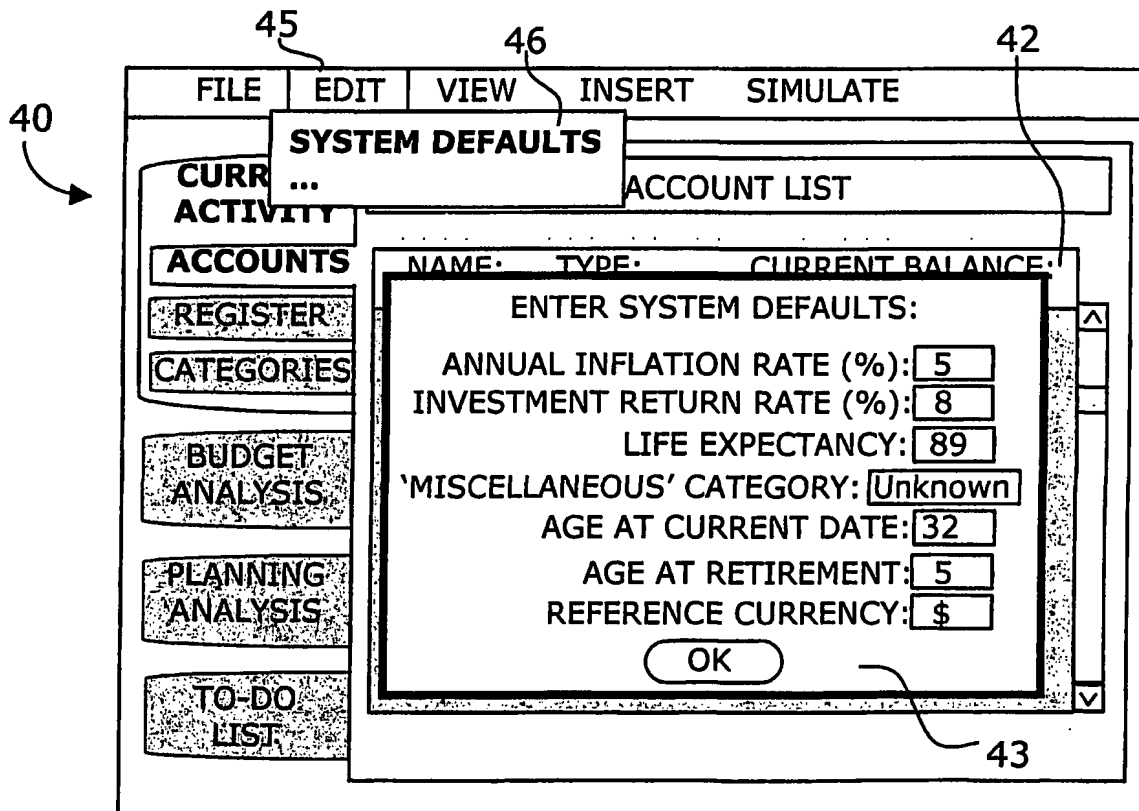 45
46
42
FILE EDIT VIEW INSERT SIMULATE
40
SYSTEM DEFAULTS
...
ACCOUNT LIST
ACTIVITY
ACCOUNTS
NAME: TYPE: CURRENT BALANCE:
REGISTER
CATEGORIES
BUDGET
ANALYSIS
PLANNING
ANALYSIS
TO-DO
LIST
ENTER SYSTEM DEFAULTS:
ANNUAL INFLATION RATE (%): 5
INVESTMENT RETURN RATE (%): 8
LIFE EXPECTANCY: 89
'MISCELLANEOUS' CATEGORY: Unknown
AGE AT CURRENT DATE: 32
AGE AT RETIREMENT: 5
REFERENCE CURRENCY: $
OK
43